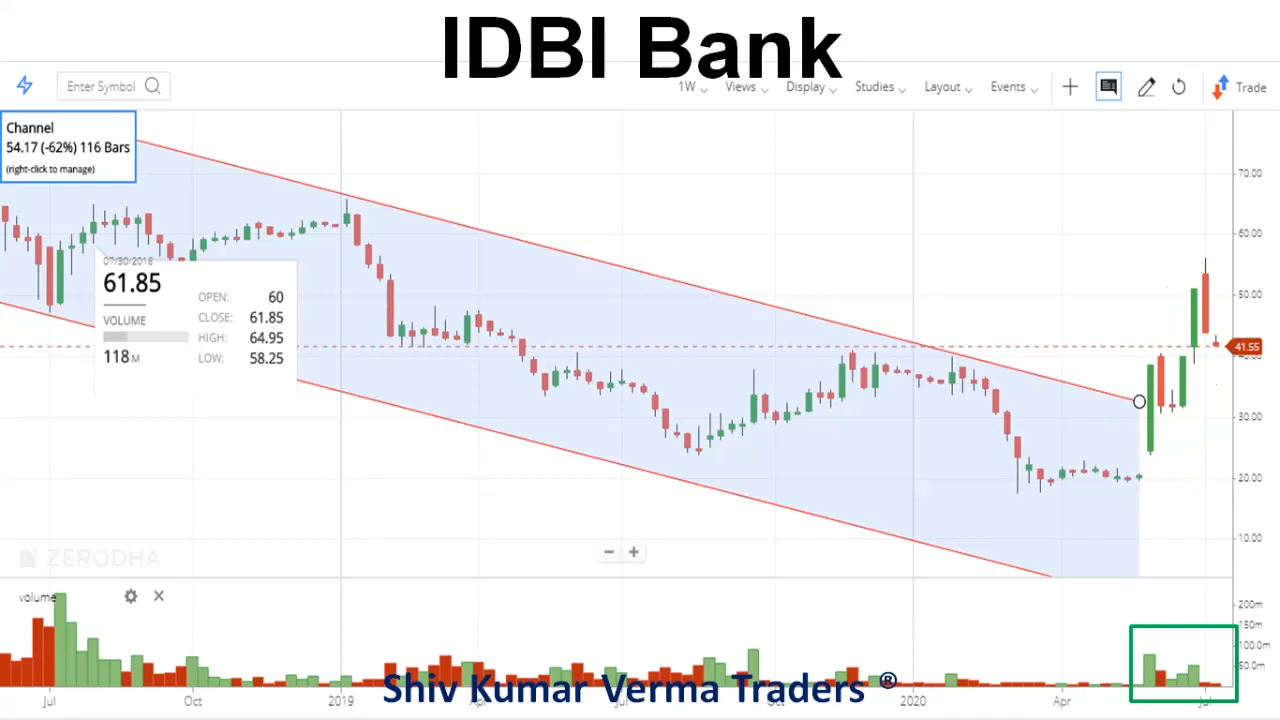 IDBI Bank
Enter Symbol
1W Views Display Studies Layout Events Trade
Channel
54.17 (-62%) 116 Bars
(right-click to manage)
70.00
60.00
50.00
41.55
40.00
30.00
20.00
10.00
07/30/2018
61.85
VOLUME
118 M
OPEN: 60
CLOSE: 61.85
HIGH: 64.95
LOW: 58.25
ZERODHA
volume
200m
150m
100.0m
50.0m
Shiv Kumar Verma Traders ®
Jul Oct 2019 Apr Jul Oct 2020 Apr Jul